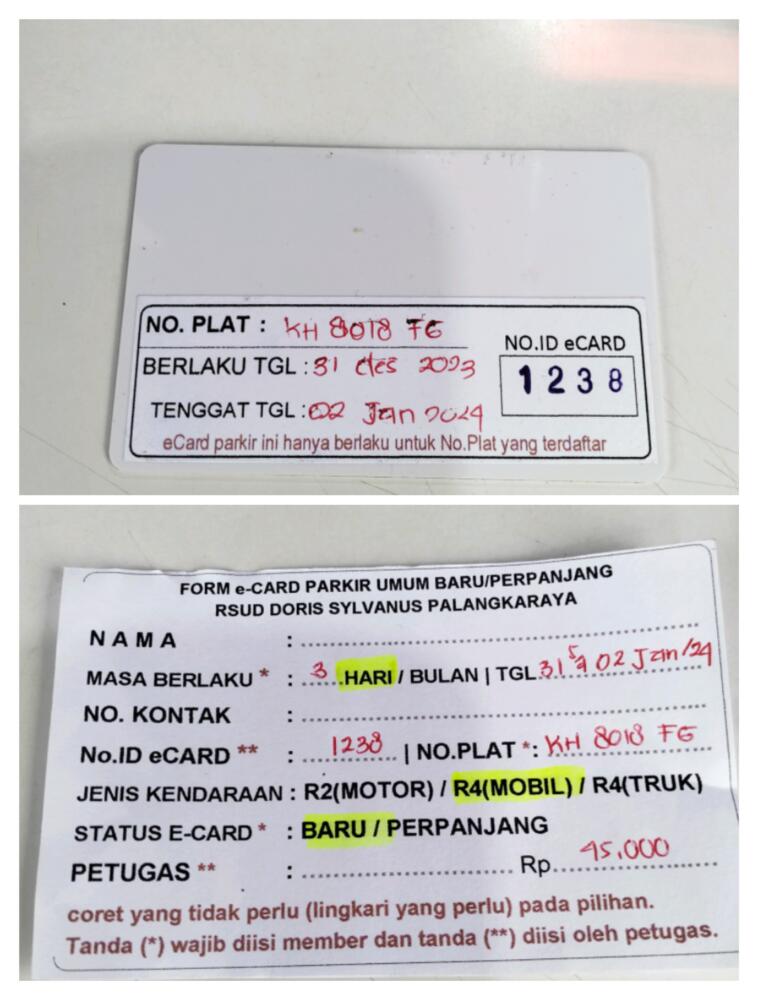 NO. PLAT : KH 8018 FG
BERLAKU TGL : 31 des 2023
TENGGAT TGL : 02 Jan 2024
NO.ID eCARD
1238
eCard parkir ini hanya berlaku untuk No.Plat yang terdaftar
FORM e-CARD PARKIR UMUM BARU/PERPANJANG
RSUD DORIS SYLVANUS PALANGKARAYA
NAMA : ....................
MASA BERLAKU * : 3 HARI / BULAN | TGL 31 s/d 02 Jan/24
NO. KONTAK : ....................
No.ID eCARD ** : 1238 | NO.PLAT *: KH 8018 FG
JENIS KENDARAAN : R2(MOTOR) / R4(MOBIL) / R4(TRUK)
STATUS E-CARD * : BARU / PERPANJANG
PETUGAS ** : .................... Rp. 45.000
coret yang tidak perlu (lingkari yang perlu) pada pilihan.
Tanda (*) wajib diisi member dan tanda (**) diisi oleh petugas.